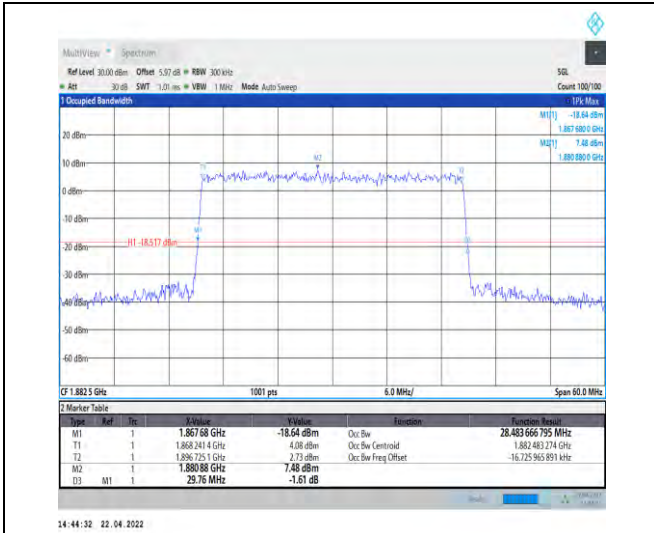 MultiView Spectrum
Ref Level 30.00 dBm Offset 5.97 dB RBW 300 kHz SGL
Att 30 dB SWT 1.01 ms VBW 1 MHz Mode Auto Sweep Count 100/100
1 Occupied Bandwidth 1Pk Max
M1[1] -18.64 dBm
1.867 680 0 GHz
M2[1] 7.48 dBm
1.880 880 0 GHz
20 dBm
10 dBm
0 dBm
-10 dBm
-20 dBm
-30 dBm
-40 dBm
-50 dBm
-60 dBm
T1
M2
T2
M1
H1 -18.517 dBm
CF 1.882 5 GHz 1001 pts 6.0 MHz/ Span 60.0 MHz
2 Marker Table
Type Ref Trc X-Value Y-Value Function Function Result
M1 1 1.867 68 GHz -18.64 dBm Occ Bw 28.483 666 795 MHz
T1 1 1.868 241 4 GHz 4.08 dBm Occ Bw Centroid 1.882 483 274 GHz
T2 1 1.896 725 1 GHz 2.73 dBm Occ Bw Freq Offset -16.725 965 891 kHz
M2 1 1.880 88 GHz 7.48 dBm
D3 M1 1 29.76 MHz -1.61 dB
14:44:32 22.04.2022